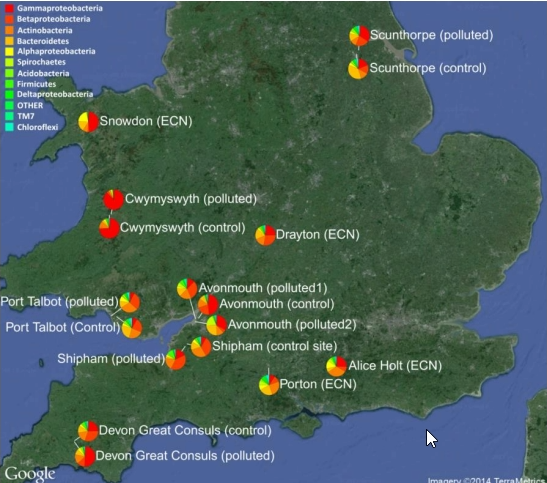 Gammaproteobacteria
Betaproteobacteria
Actinobacteria
Bacteroidetes
Alphaproteobacteria
Spirochaetes
Acidobacteria
Firmicutes
Deltaproteobacteria
OTHER
TM7
Chloroflexi
Scunthorpe (polluted)
Scunthorpe (control)
Snowdon (ECN)
Cwymyswyth (polluted)
Cwymyswyth (control)
Drayton (ECN)
Avonmouth (polluted1)
Port Talbot (polluted)
Avonmouth (control)
Port Talbot (Control)
Avonmouth (polluted2)
Shipham (control site)
Shipham (polluted)
Alice Holt (ECN)
Porton (ECN)
Devon Great Consuls (control)
Devon Great Consuls (polluted)
Google
Imagery ©2014 TerraMetrics